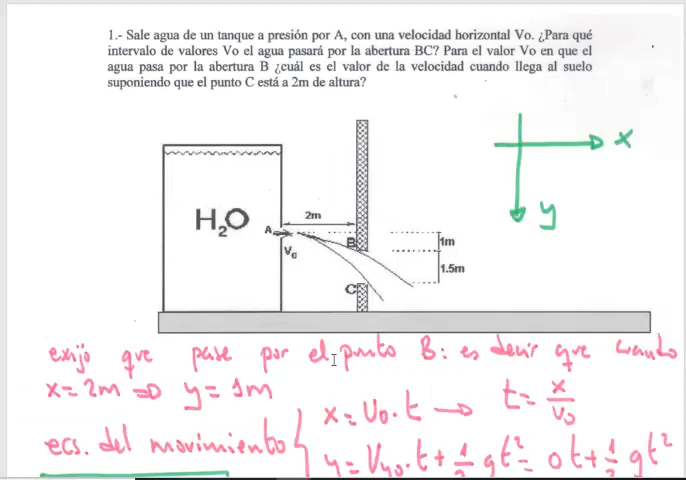 1.- Sale agua de un tanque a presión por A, con una velocidad horizontal Vo. ¿Para qué
intervalo de valores Vo el agua pasará por la abertura BC? Para el valor Vo en que el
agua pasa por la abertura B ¿cuál es el valor de la velocidad cuando llega al suelo
suponiendo que el punto C está a 2m de altura?
x
y
H₂O
2m
A
V₀
B
1m
1.5m
C
exijo que pase por el punto B: es decir que cuando
x = 2m ⇒ y = 1m
x = V₀·t → t = x/V₀
ecs. del movimiento
y = Vy₀·t + 1/2 gt² = 0t + 1/2 gt²